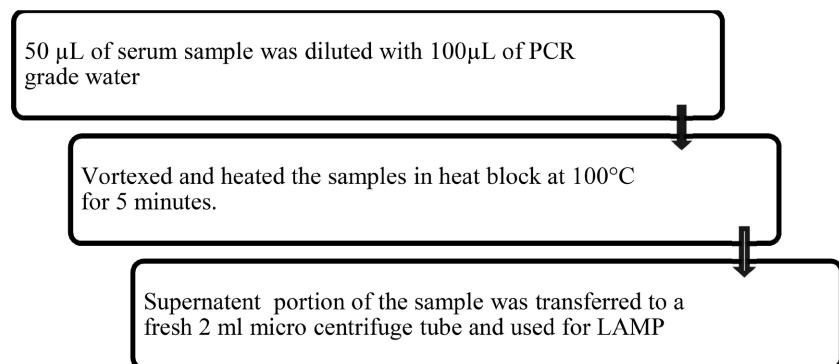 50 µL of serum sample was diluted with 100µL of PCR
grade water
Vortexed and heated the samples in heat block at 100°C
for 5 minutes.
Supernatent portion of the sample was transferred to a
fresh 2 ml micro centrifuge tube and used for LAMP